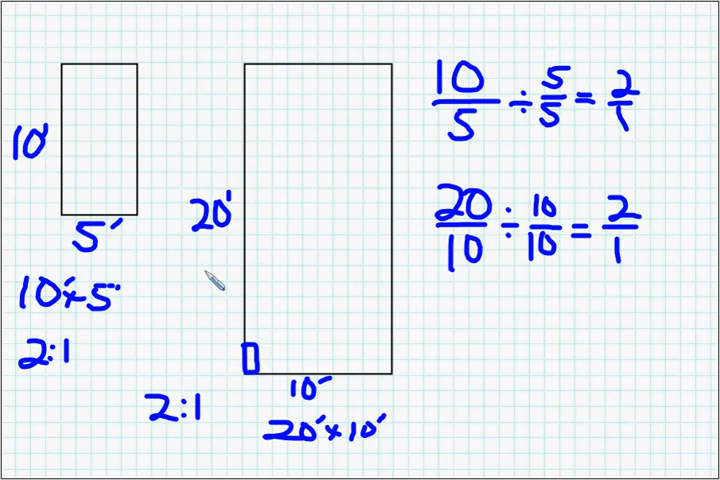 10'
5'
10'x5'
2:1
20'
10'
20'x10'
2:1
10/5 ÷ 5/5 = 2/1
20/10 ÷ 10/10 = 2/1